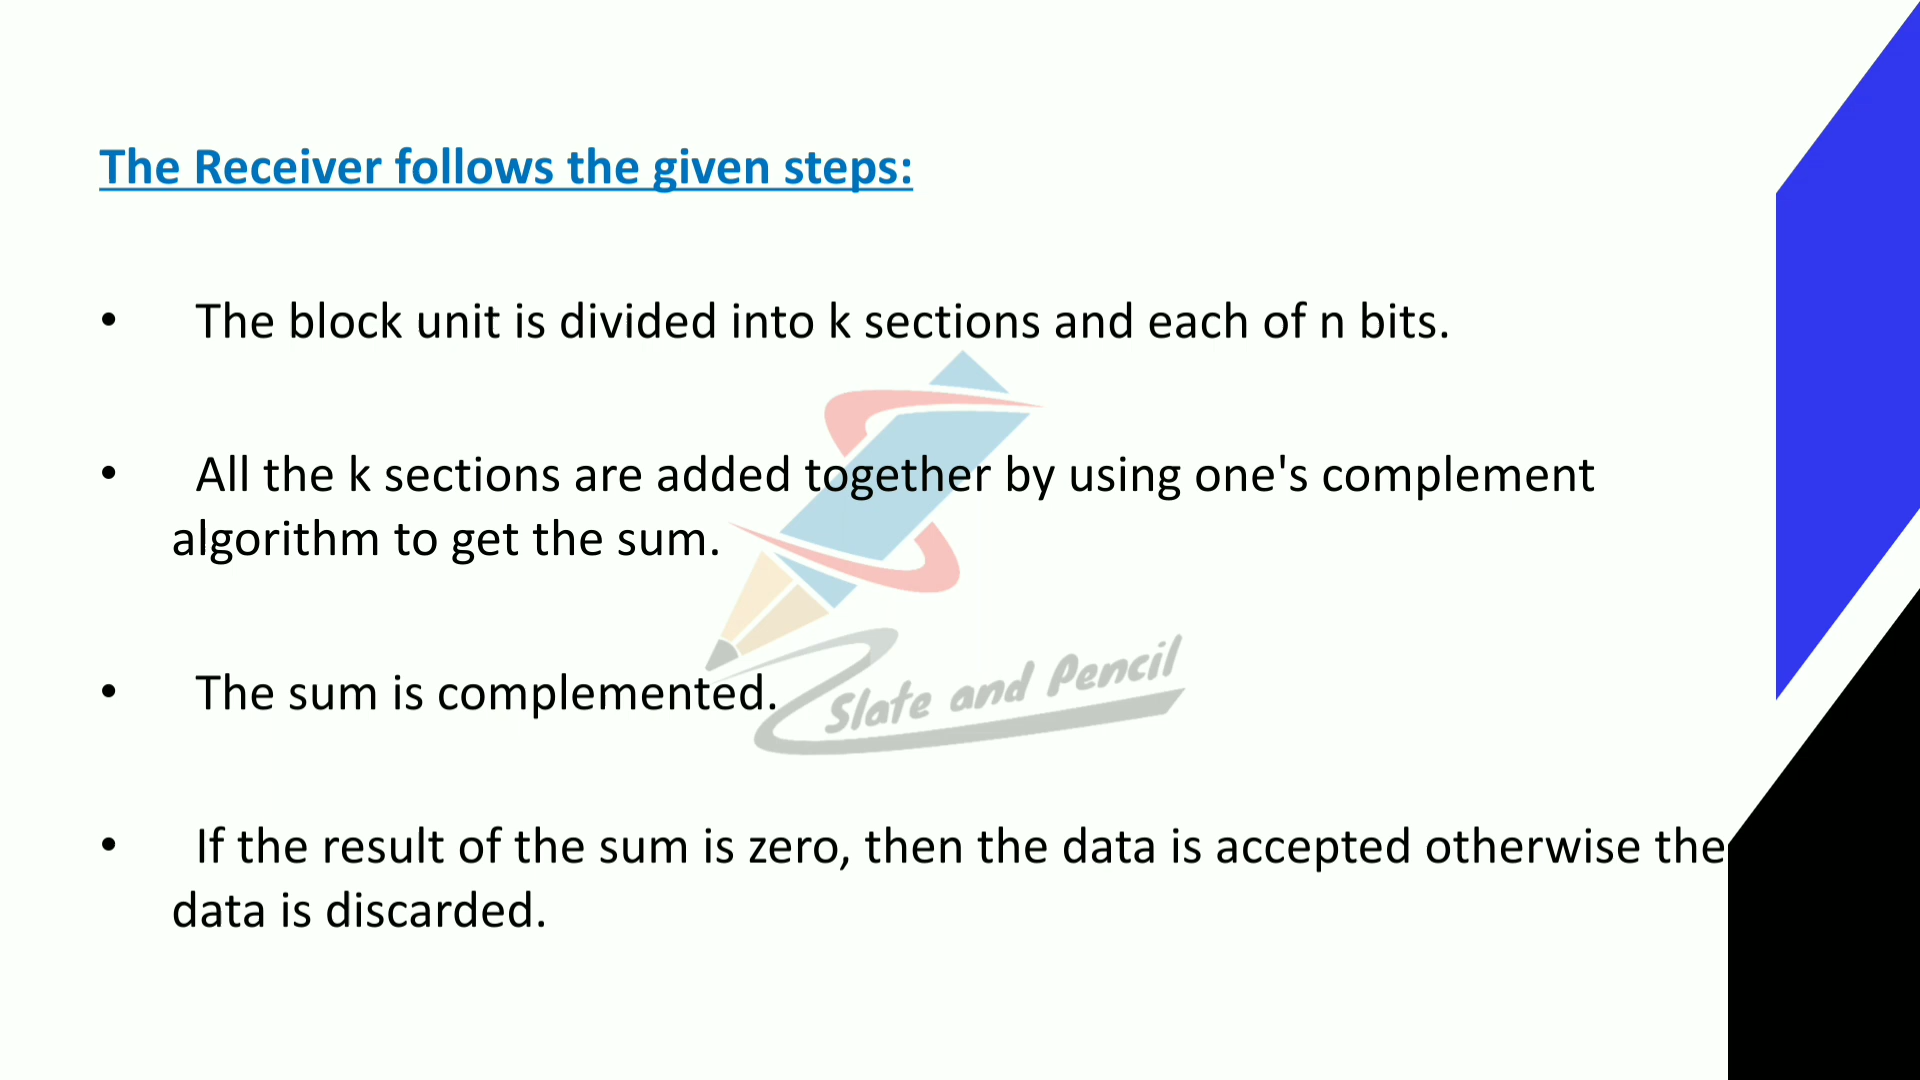 The Receiver follows the given steps:
• The block unit is divided into k sections and each of n bits.
• All the k sections are added together by using one's complement
algorithm to get the sum.
• The sum is complemented.
Slate and Pencil
• If the result of the sum is zero, then the data is accepted otherwise the
data is discarded.